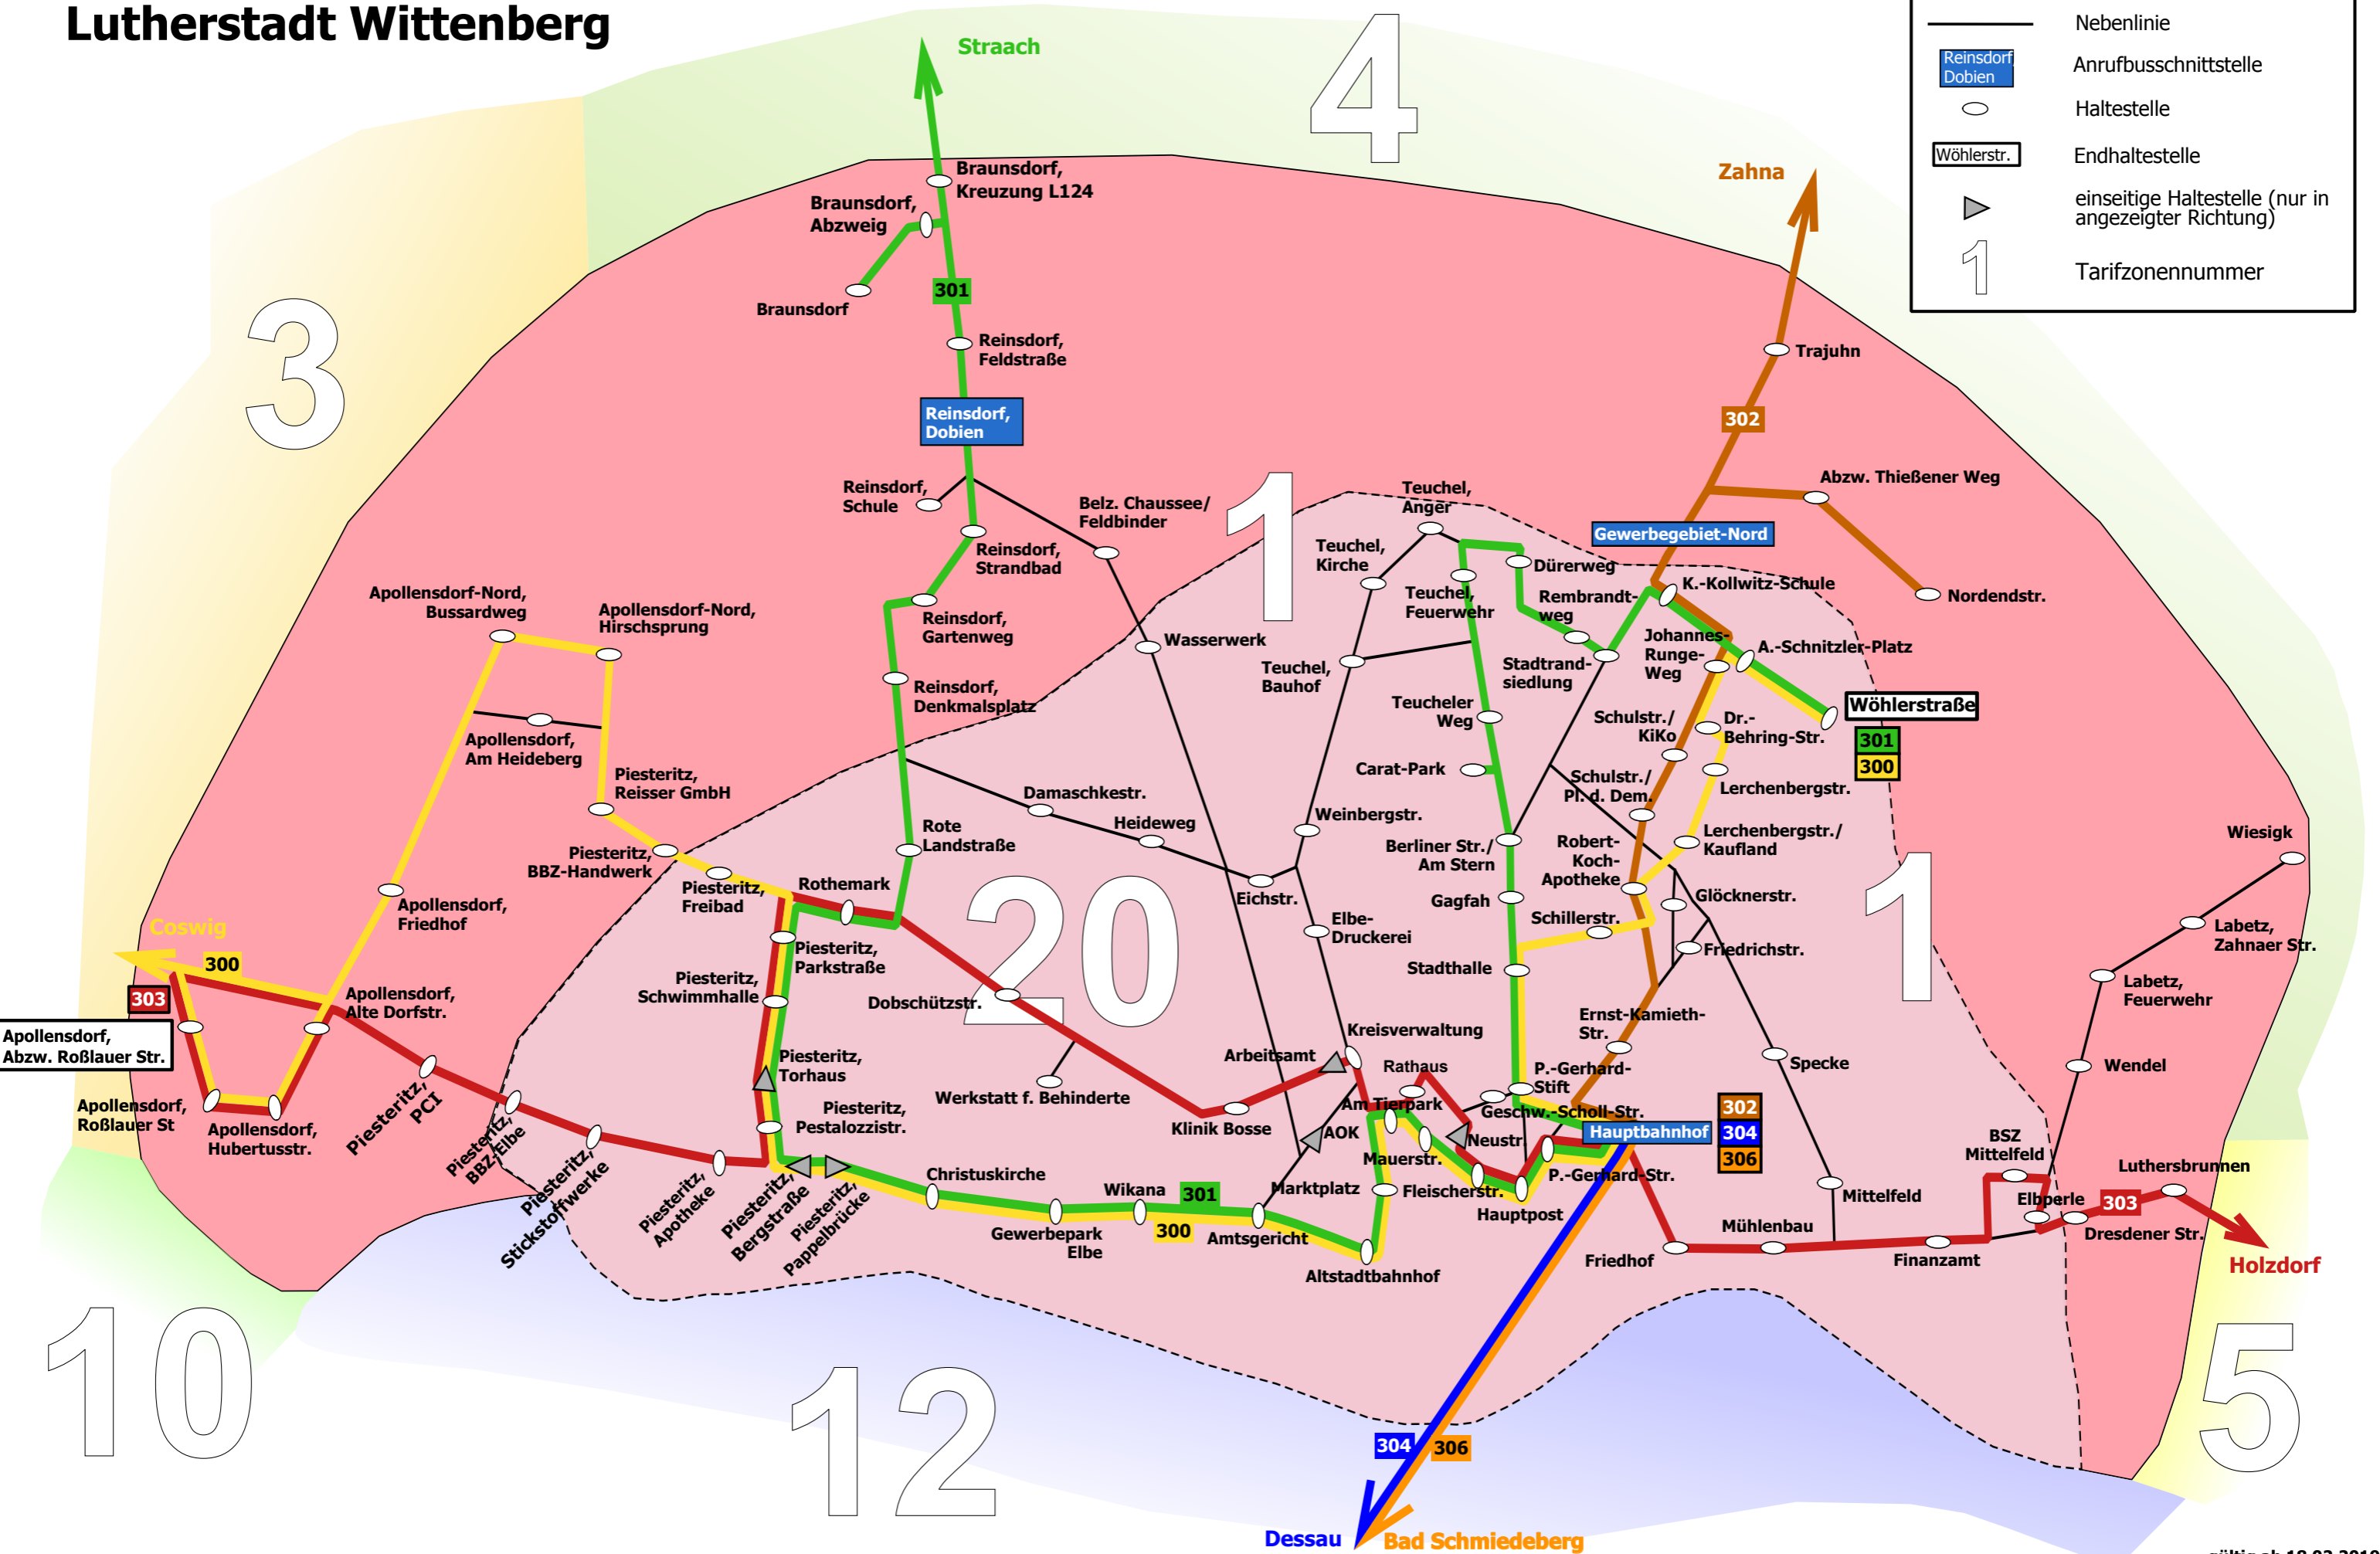 Lutherstadt Wittenberg
Nebenlinie
Reinsdorf,
Dobien
Anrufbusschnittstelle
Haltestelle
Wöhlerstr.
Endhaltestelle
einseitige Haltestelle (nur in
angezeigter Richtung)
1
Tarifzonennummer
4
Straach
Braunsdorf,
Kreuzung L124
Braunsdorf,
Abzweig
Zahna
301
Braunsdorf
3
Reinsdorf,
Feldstraße
Trajuhn
Reinsdorf,
Dobien
302
Reinsdorf,
Schule
Belz. Chaussee/
Feldbinder
1
Teuchel,
Anger
Abzw. Thießener Weg
Gewerbegebiet-Nord
Reinsdorf,
Strandbad
Teuchel,
Kirche
Dürerweg
K.-Kollwitz-Schule
Nordendstr.
Apollensdorf-Nord,
Bussardweg
Apollensdorf-Nord,
Hirschsprung
Reinsdorf,
Gartenweg
Teuchel,
Feuerwehr
Rembrandt-
weg
Wasserwerk
Johannes-
Runge-
Weg
A.-Schnitzler-Platz
Teuchel,
Bauhof
Stadtrand-
siedlung
Reinsdorf,
Denkmalsplatz
Teucheler
Weg
Wöhlerstraße
301
300
Schulstr./
KiKo
Dr.-
Behring-Str.
Apollensdorf,
Am Heideberg
Piesteritz,
Reisser GmbH
Carat-Park
Schulstr./
Pl. d. Dem.
Lerchenbergstr.
Damaschkestr.
Heideweg
Weinbergstr.
Rote
Landstraße
Berliner Str./
Am Stern
Robert-
Koch-
Apotheke
Lerchenbergstr./
Kaufland
Wiesigk
Piesteritz,
BBZ-Handwerk
Piesteritz,
Freibad
Rothemark
20
Eichstr.
Gagfah
Glöcknerstr.
1
Apollensdorf,
Friedhof
Elbe-
Druckerei
Schillerstr.
Labetz,
Zahnaer Str.
Coswig
300
Piesteritz,
Parkstraße
Friedrichstr.
Stadthalle
Piesteritz,
Schwimmhalle
Dobschützstr.
Labetz,
Feuerwehr
303
Apollensdorf,
Alte Dorfstr.
Apollensdorf,
Abzw. Roßlauer Str.
Kreisverwaltung
Ernst-Kamieth-
Str.
Arbeitsamt
Rathaus
Specke
Wendel
Piesteritz,
Torhaus
P.-Gerhard-
Stift
Werkstatt f. Behinderte
Am Tierpark
Geschw.-Scholl-Str.
302
304
306
Hauptbahnhof
Apollensdorf,
Roßlauer St
Piesteritz,
PCI
Piesteritz,
Pestalozzistr.
Klinik Bosse
AOK
Neustr.
Apollensdorf,
Hubertusstr.
Piesteritz,
BBZ-Elbe
Mauerstr.
BSZ
Mittelfeld
Luthersbrunnen
Piesteritz,
Stickstoffwerke
Piesteritz,
Apotheke
Piesteritz,
Bergstraße
Piesteritz,
Pappelbrücke
Christuskirche
Wikana
301
300
Marktplatz
Fleischerstr.
P.-Gerhard-Str.
Mittelfeld
Elbperle
303
Hauptpost
Gewerbepark
Elbe
Amtsgericht
Mühlenbau
Dresdener Str.
Altstadtbahnhof
Friedhof
Finanzamt
Holzdorf
10
12
5
304
306
Dessau
Bad Schmiedeberg